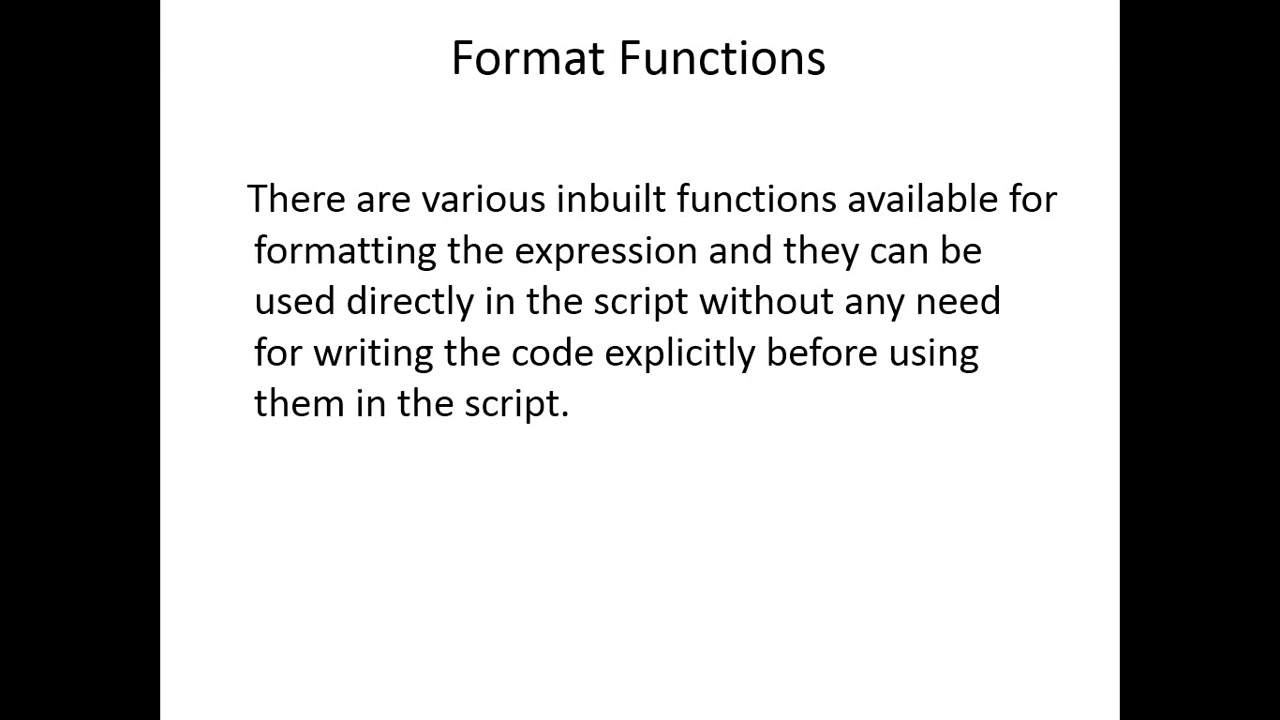 Format Functions
There are various inbuilt functions available for
formatting the expression and they can be
used directly in the script without any need
for writing the code explicitly before using
them in the script.